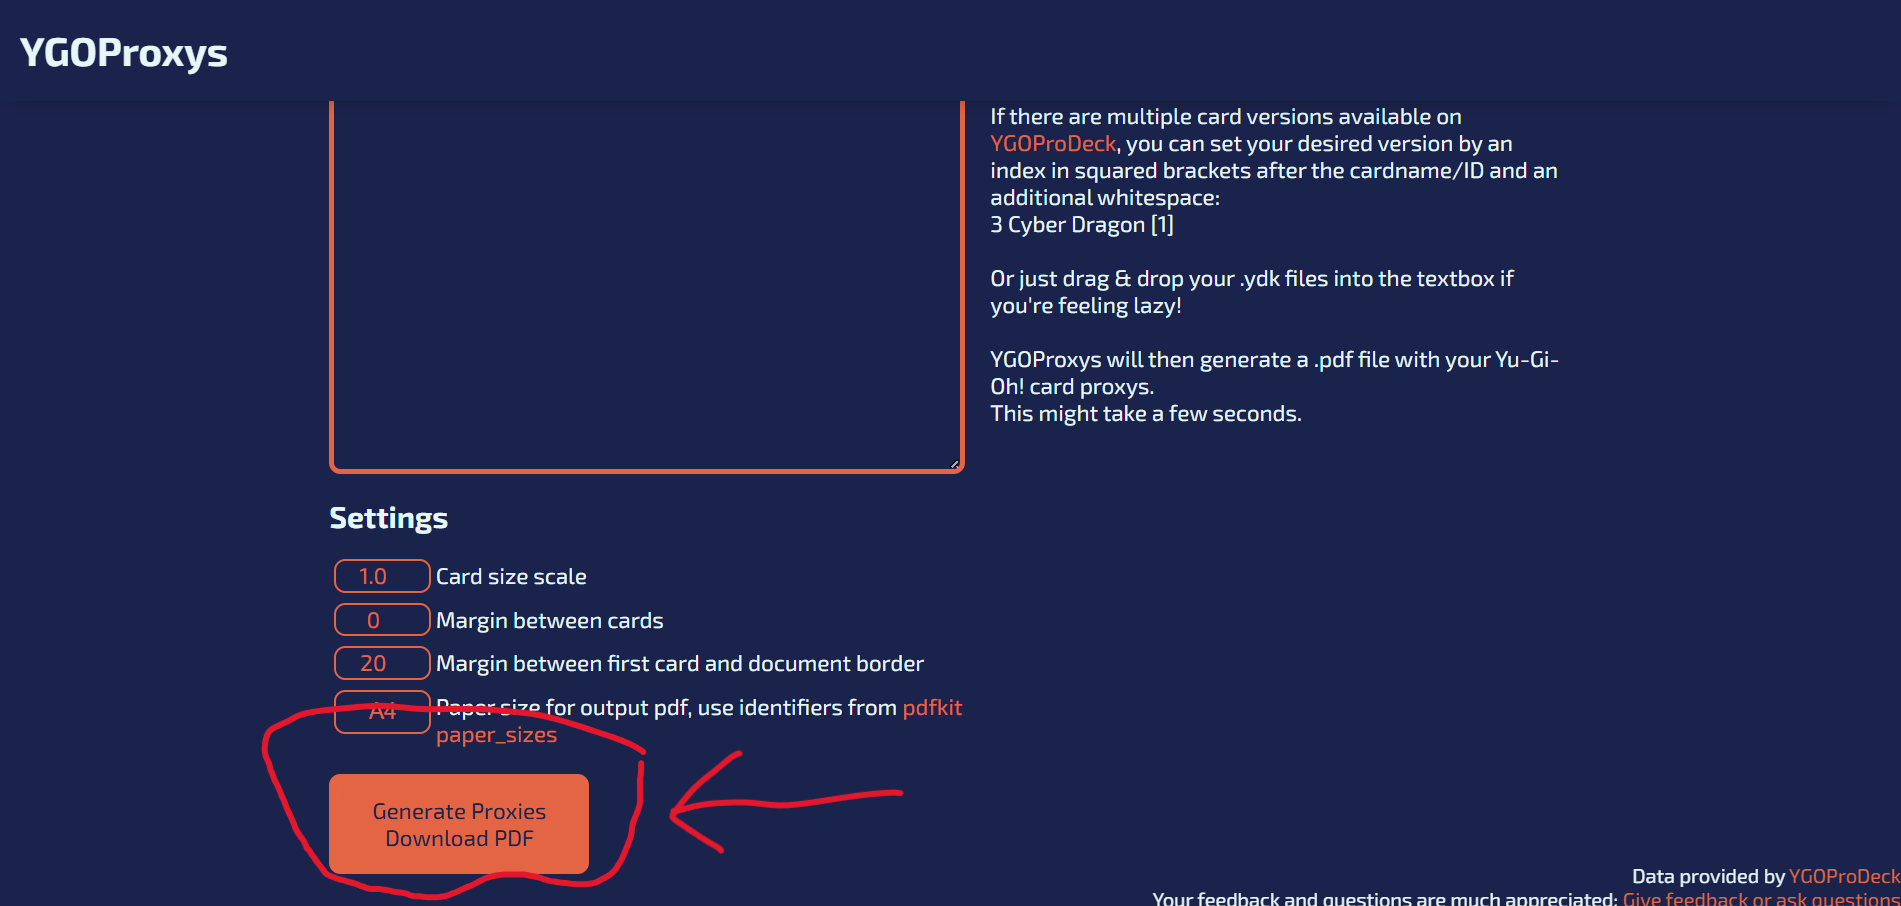 YGOProxys
If there are multiple card versions available on
YGOProDeck, you can set your desired version by an
index in squared brackets after the cardname/ID and an
additional whitespace:
3 Cyber Dragon [1]
Or just drag & drop your .ydk files into the textbox if
you're feeling lazy!
YGOProxys will then generate a .pdf file with your Yu-Gi-
Oh! card proxys.
This might take a few seconds.
Settings
1.0 Card size scale
0 Margin between cards
20 Margin between first card and document border
A4 Paper size for output pdf, use identifiers from pdfkit
paper_sizes
Generate Proxies
Download PDF
Data provided by YGOProDeck
Your feedback and questions are much appreciated: Give feedback or ask questions